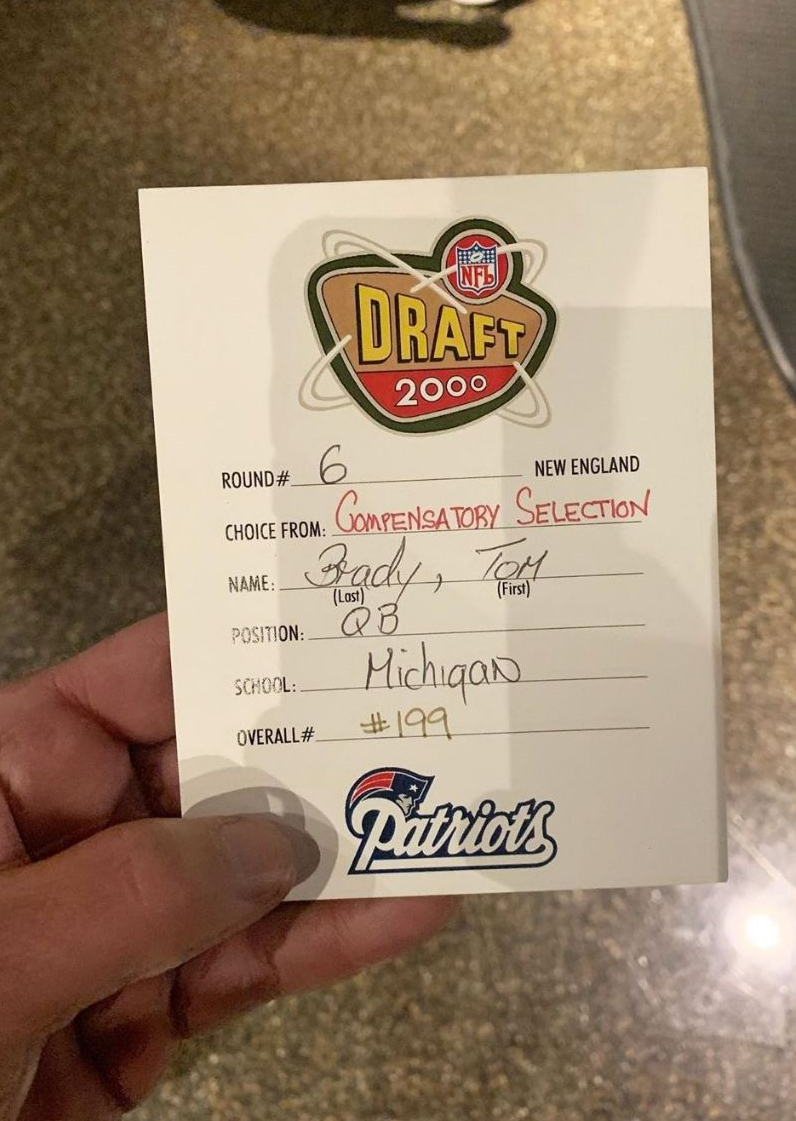 NFL
DRAFT
2000
ROUND# 6 NEW ENGLAND
CHOICE FROM: COMPENSATORY SELECTION
NAME: Brady, Tom
(Last) (First)
POSITION: QB
SCHOOL: Michigan
OVERALL# #199
Patriots